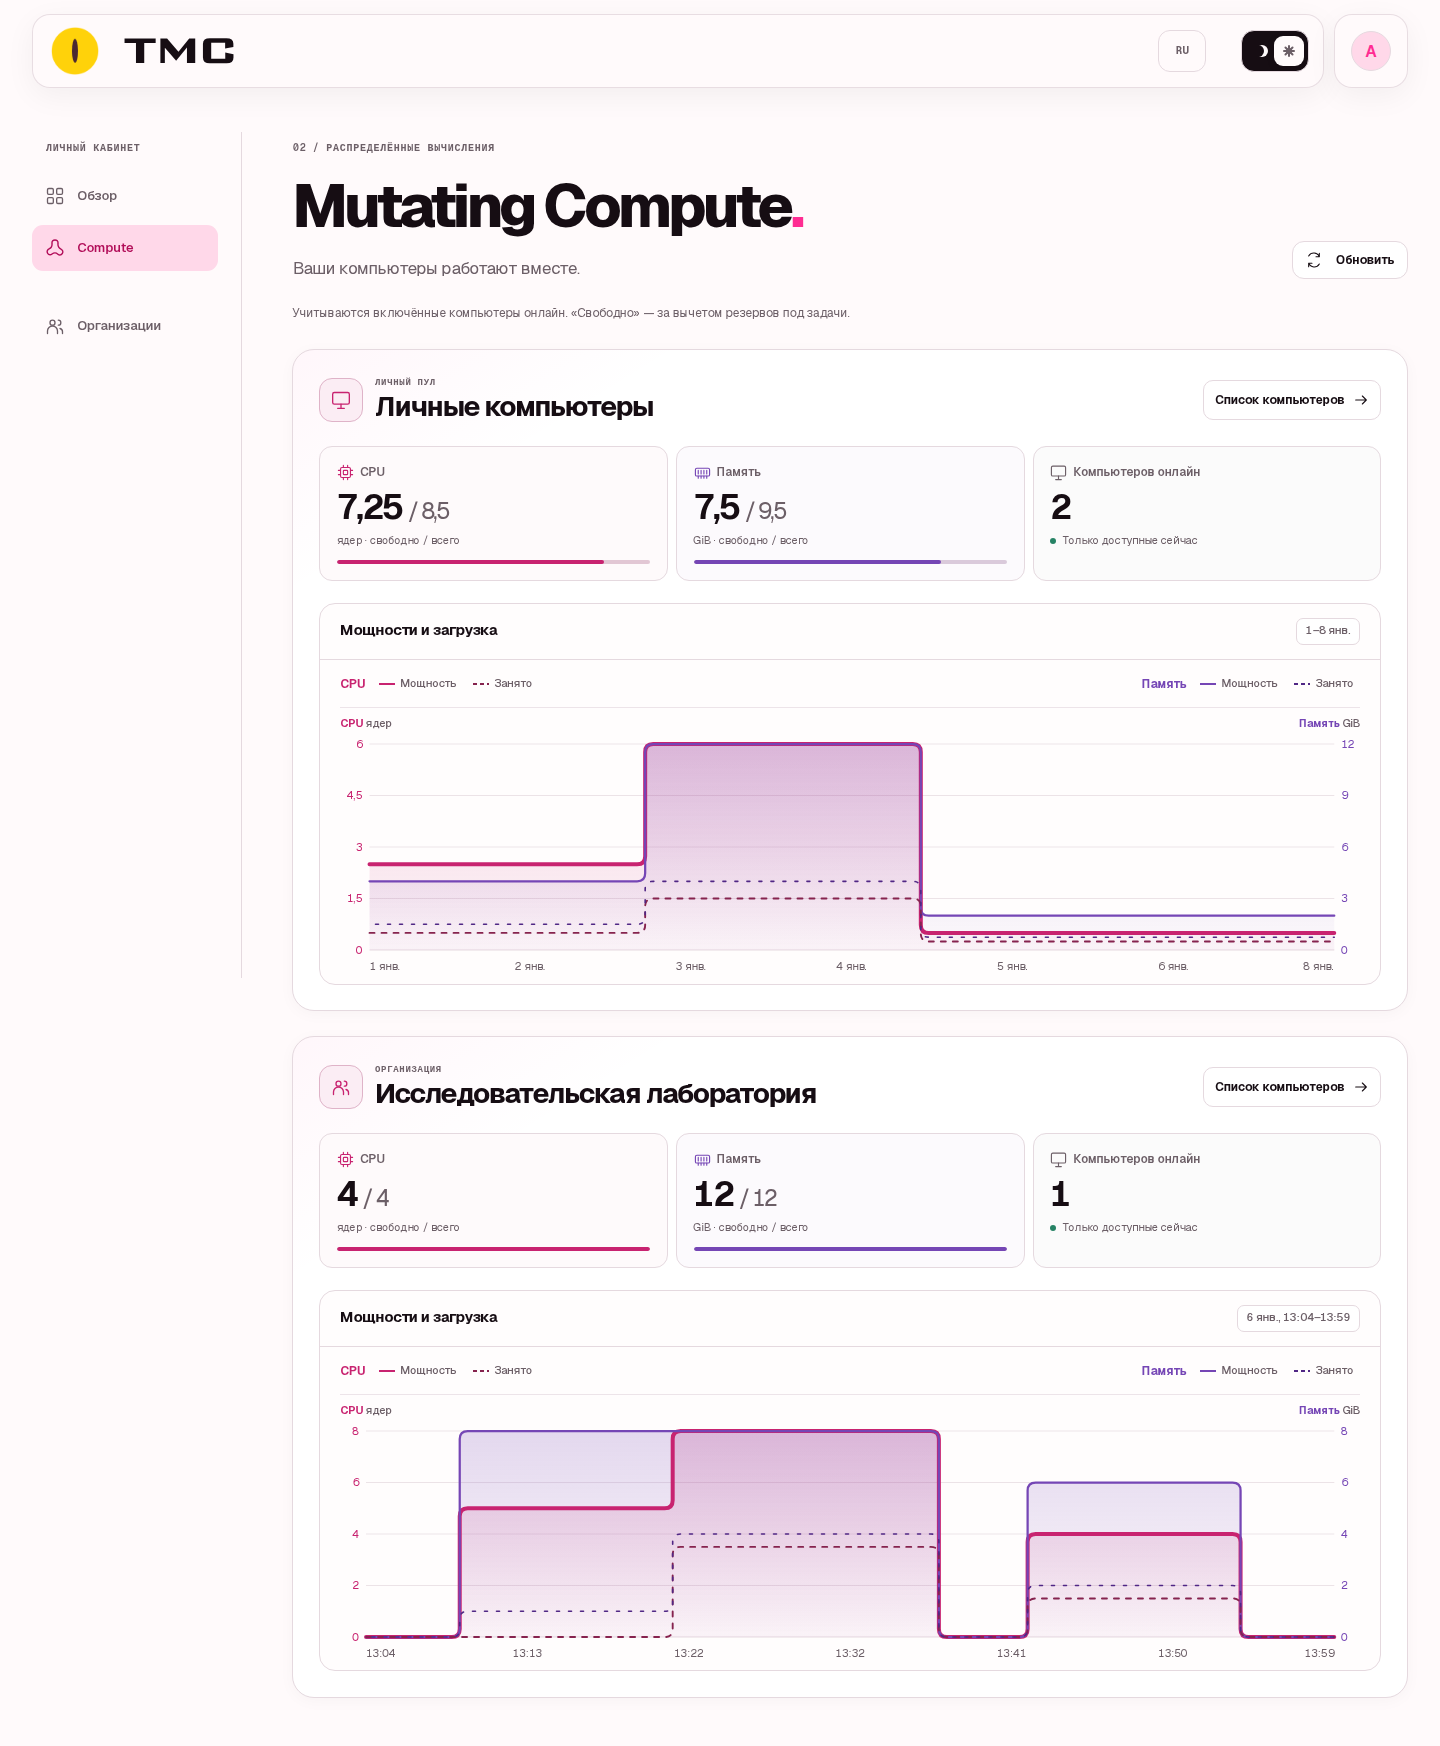 TMC
RU
A
ЛИЧНЫЙ КАБИНЕТ
Обзор
Compute
Организации
02 / РАСПРЕДЕЛЁННЫЕ ВЫЧИСЛЕНИЯ
Mutating Compute.
Ваши компьютеры работают вместе.
Обновить
Учитываются включённые компьютеры онлайн. «Свободно» — за вычетом резервов под задачи.
ЛИЧНЫЙ ПУЛ
Личные компьютеры
Список компьютеров
CPU
7,25 / 8,5
ядер · свободно / всего
Память
7,5 / 9,5
GiB · свободно / всего
Компьютеров онлайн
2
Только доступные сейчас
Мощности и загрузка
1–8 янв.
CPU Мощность Занято
Память Мощность Занято
CPU ядер
Память GiB
6 12
4,5 9
3 6
1,5 3
0 0
1 янв. 2 янв. 3 янв. 4 янв. 5 янв. 6 янв. 8 янв.
ОРГАНИЗАЦИЯ
Исследовательская лаборатория
Список компьютеров
CPU
4 / 4
ядер · свободно / всего
Память
12 / 12
GiB · свободно / всего
Компьютеров онлайн
1
Только доступные сейчас
Мощности и загрузка
6 янв., 13:04–13:59
CPU Мощность Занято
Память Мощность Занято
CPU ядер
Память GiB
8 8
6 6
4 4
2 2
0 0
13:04 13:13 13:22 13:32 13:41 13:50 13:59